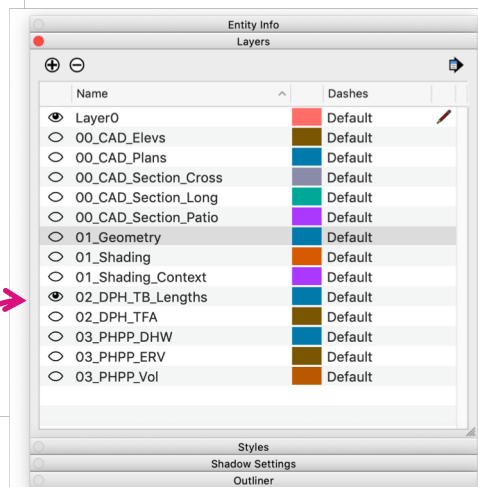 Entity Info
Layers
Name Dashes
Layer0 Default
00_CAD_Elevs Default
00_CAD_Plans Default
00_CAD_Section_Cross Default
00_CAD_Section_Long Default
00_CAD_Section_Patio Default
01_Geometry Default
01_Shading Default
01_Shading_Context Default
02_DPH_TB_Lengths Default
02_DPH_TFA Default
03_PHPP_DHW Default
03_PHPP_ERV Default
03_PHPP_Vol Default
Styles
Shadow Settings
Outliner